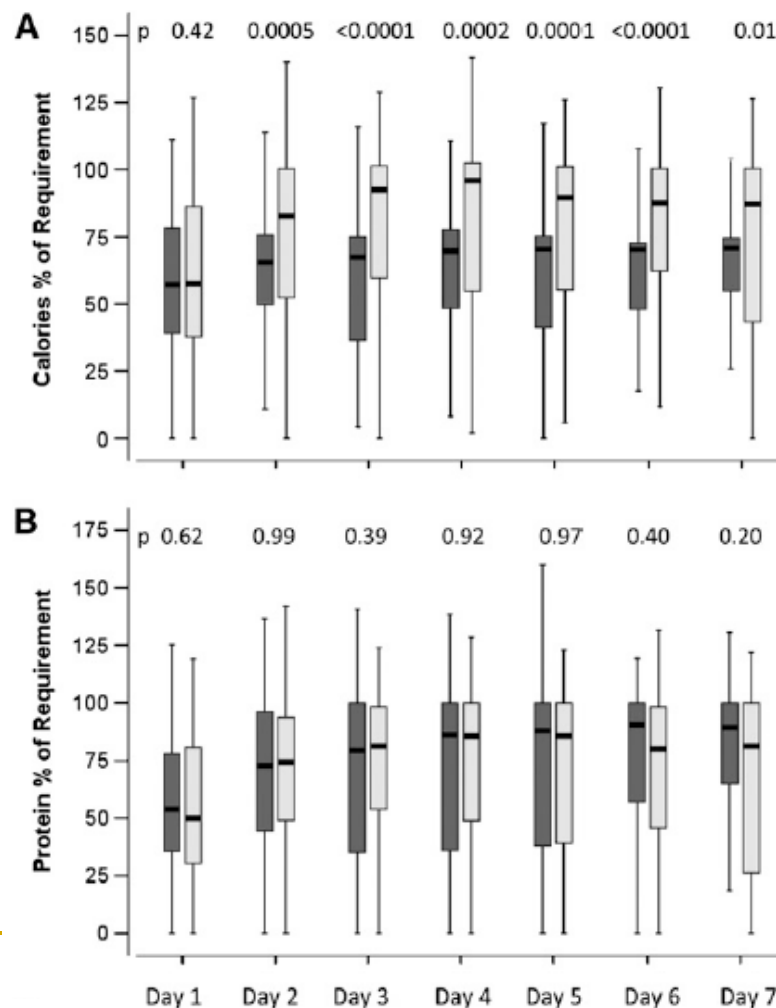 A
p 0.42 0.0005 <0.0001 0.0002 0.0001 <0.0001 0.01
150
125
100
75
50
25
0
Calories % of Requirement
B
p 0.62 0.99 0.39 0.92 0.97 0.40 0.20
175
150
125
100
75
50
25
0
Protein % of Requirement
Day 1 Day 2 Day 3 Day 4 Day 5 Day 6 Day 7